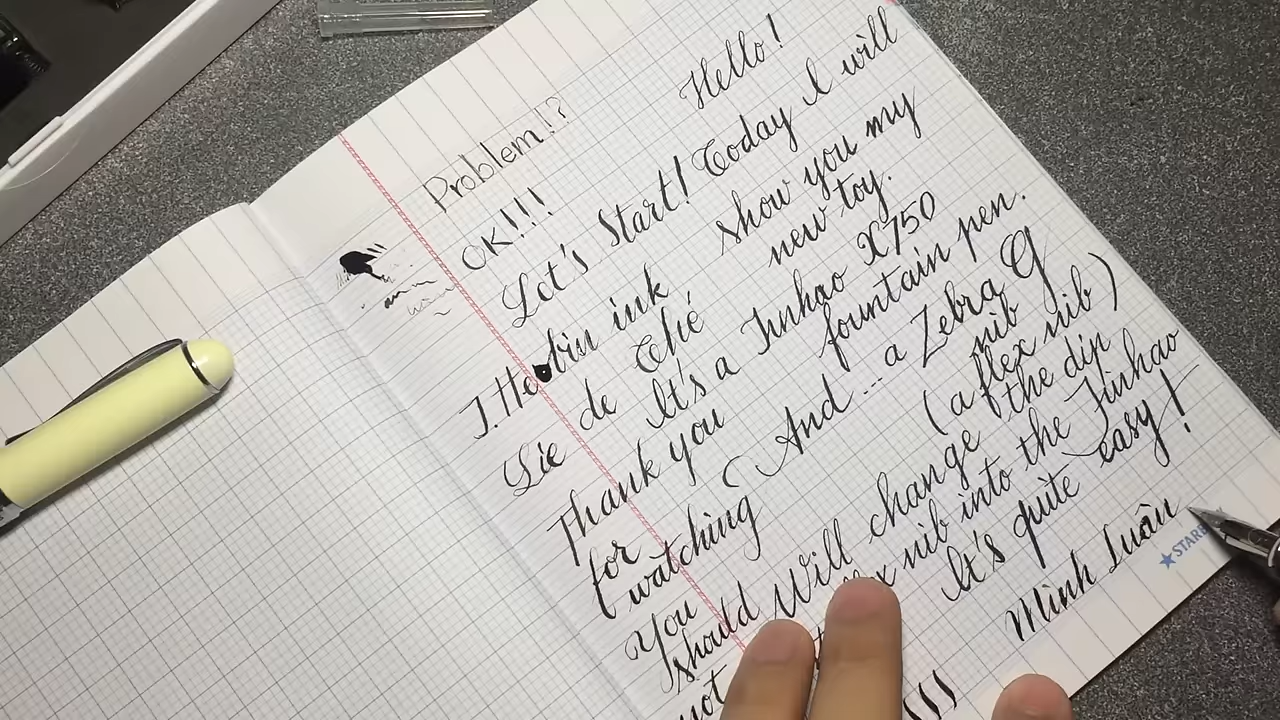 Hello!
Problem!?
OK!!!
Let's Start! Today I will
show you my
new toy.
J.Herbin ink
Lie de Thé
It's a Jinhao X750
fountain pen.
Thank you
for
watching
And... a Zebra G
nib
(a flex nib)
You
should
not
Will change the dip
nib into the Jinhao
It's quite easy!
Minh Luân
STAR